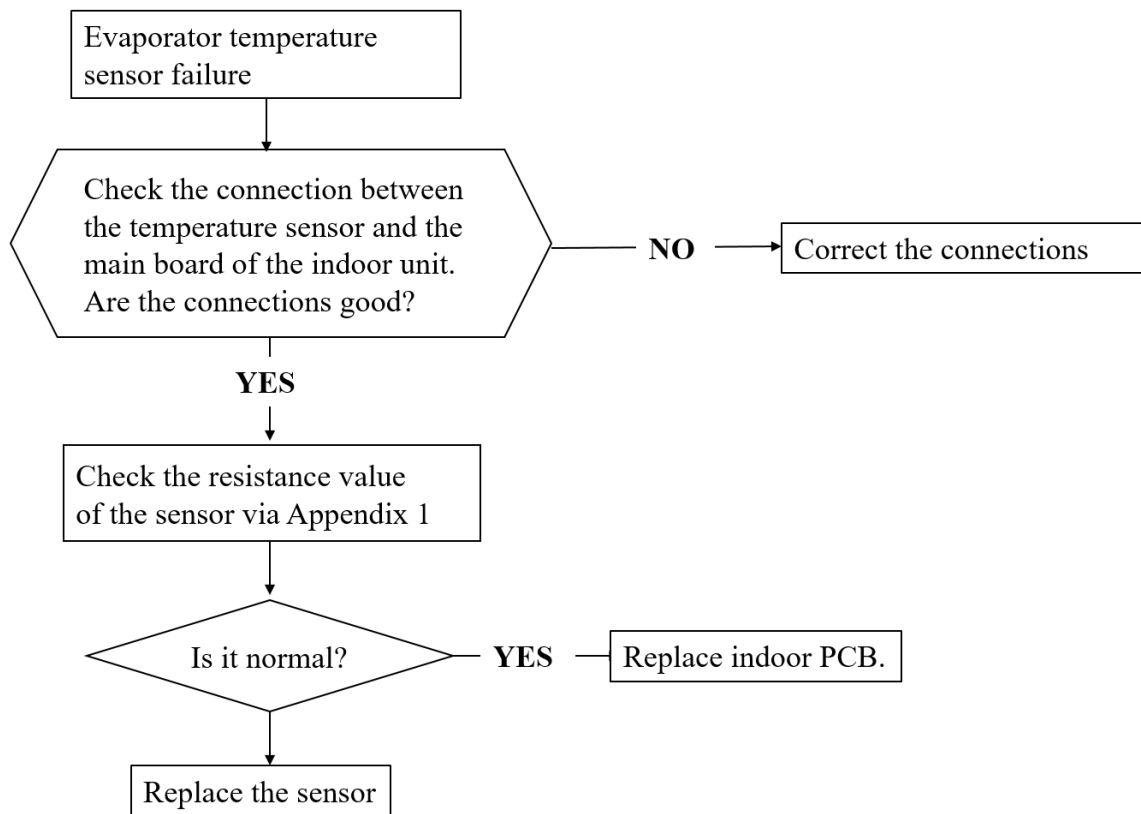 Evaporator temperature
sensor failure
Check the connection between
the temperature sensor and the
main board of the indoor unit.
Are the connections good?
NO
Correct the connections
YES
Check the resistance value
of the sensor via Appendix 1
Is it normal?
YES
Replace indoor PCB.
Replace the sensor